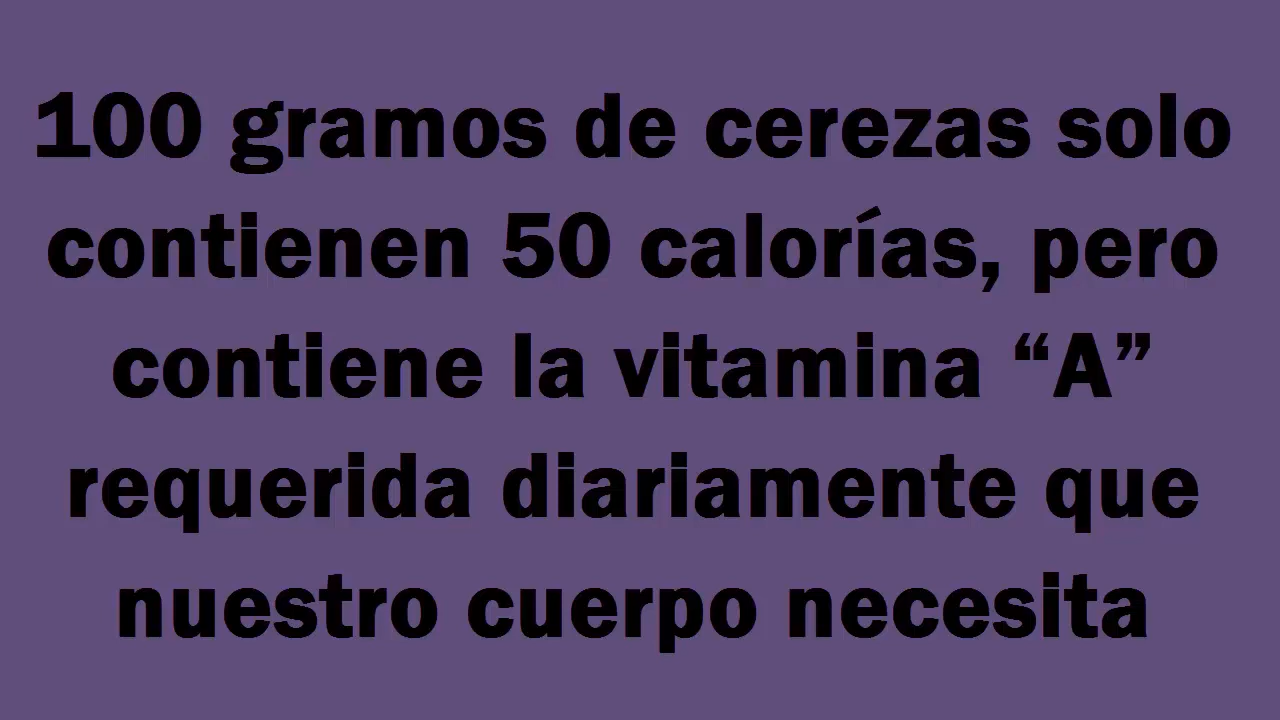 100 gramos de cerezas solo
contienen 50 calorías, pero
contiene la vitamina “A”
requerida diariamente que
nuestro cuerpo necesita